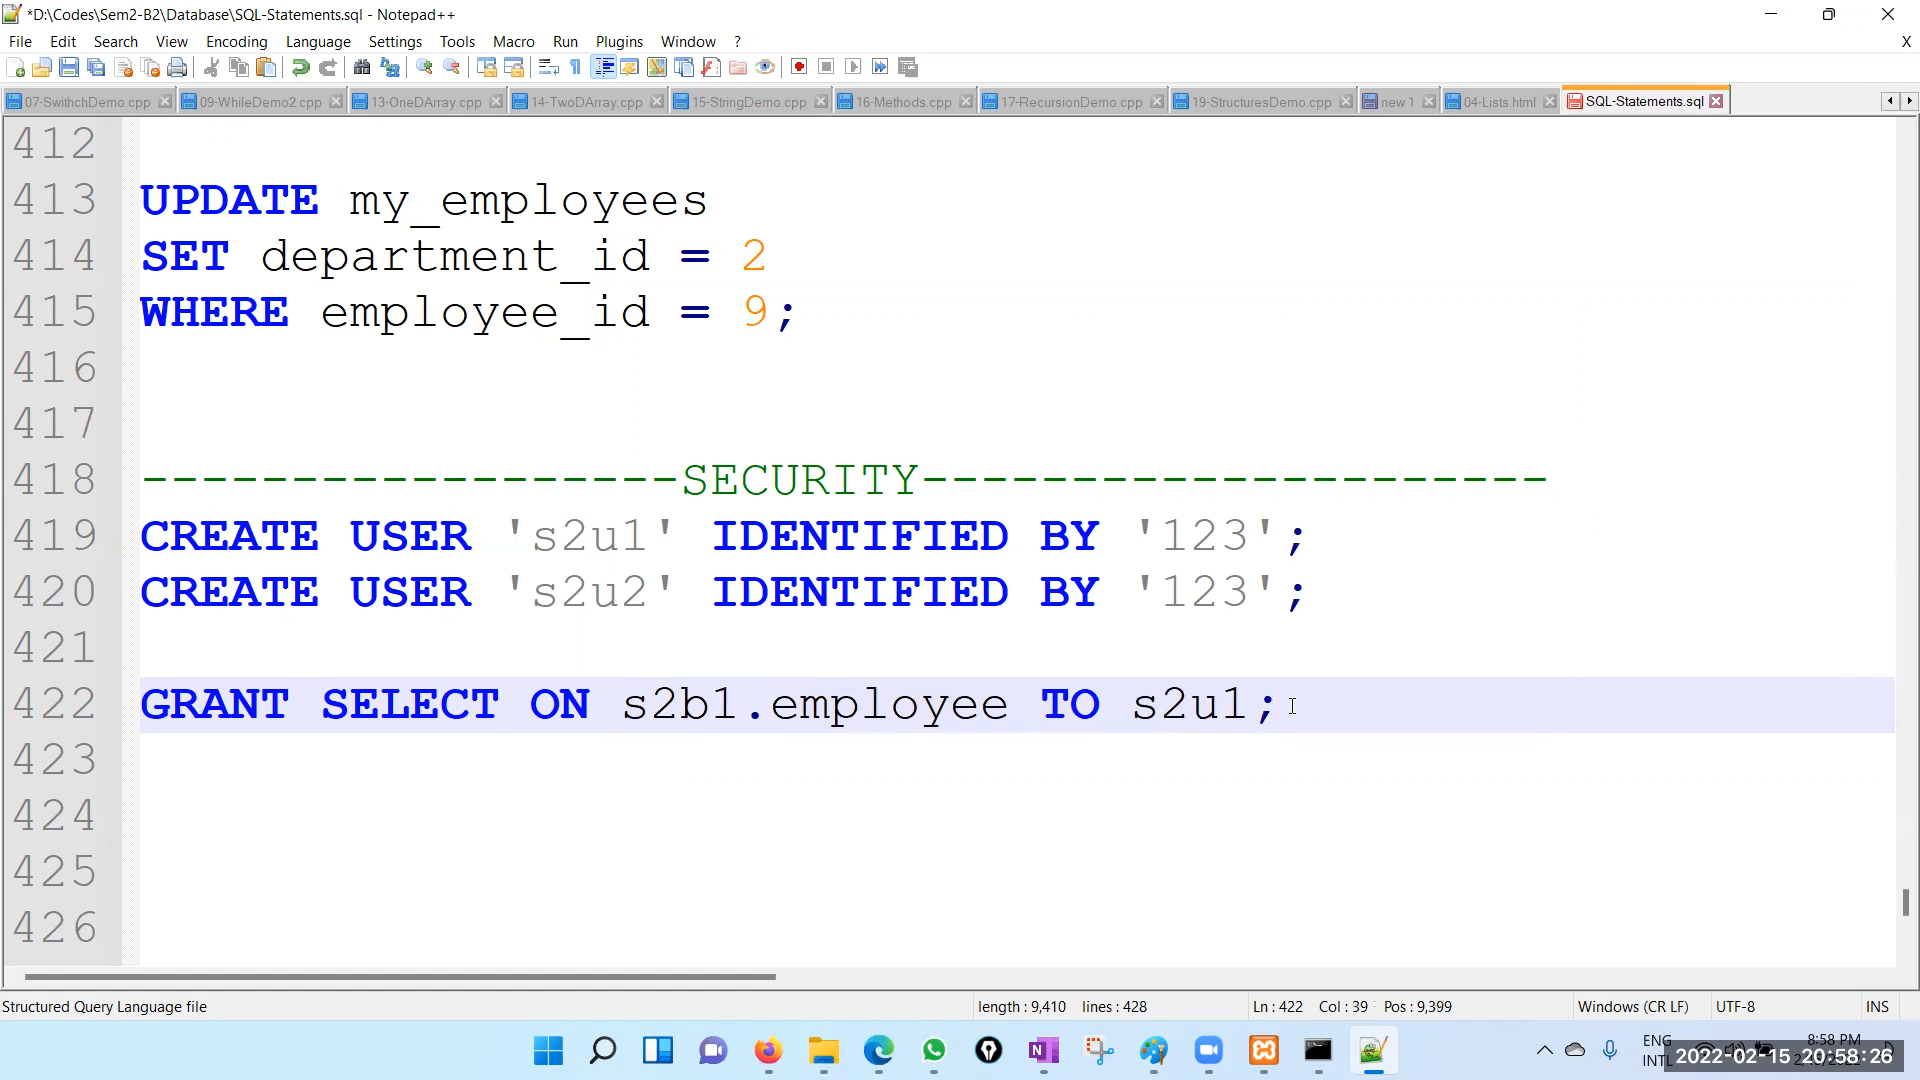 *D:\Codes\Sem2-B2\Database\SQL-Statements.sql - Notepad++
File Edit Search View Encoding Language Settings Tools Macro Run Plugins Window ? X
07-SwithchDemo.cpp 09-WhileDemo2.cpp 13-OneDArray.cpp 14-TwoDArray.cpp 15-StringDemo.cpp 16-Methods.cpp 17-RecursionDemo.cpp 19-StructuresDemo.cpp new 1 04-Lists.html SQL-Statements.sql
412
413 UPDATE my_employees
414 SET department_id = 2
415 WHERE employee_id = 9;
416
417
418 ------------------SECURITY---------------------
419 CREATE USER 's2u1' IDENTIFIED BY '123';
420 CREATE USER 's2u2' IDENTIFIED BY '123';
421
422 GRANT SELECT ON s2b1.employee TO s2u1;
423
424
425
426
Structured Query Language file length : 9,410 lines : 428 Ln : 422 Col : 39 Pos : 9,399 Windows (CR LF) UTF-8 INS
ENG 8:58 PM
INTL
2022-02-15 20:58:26